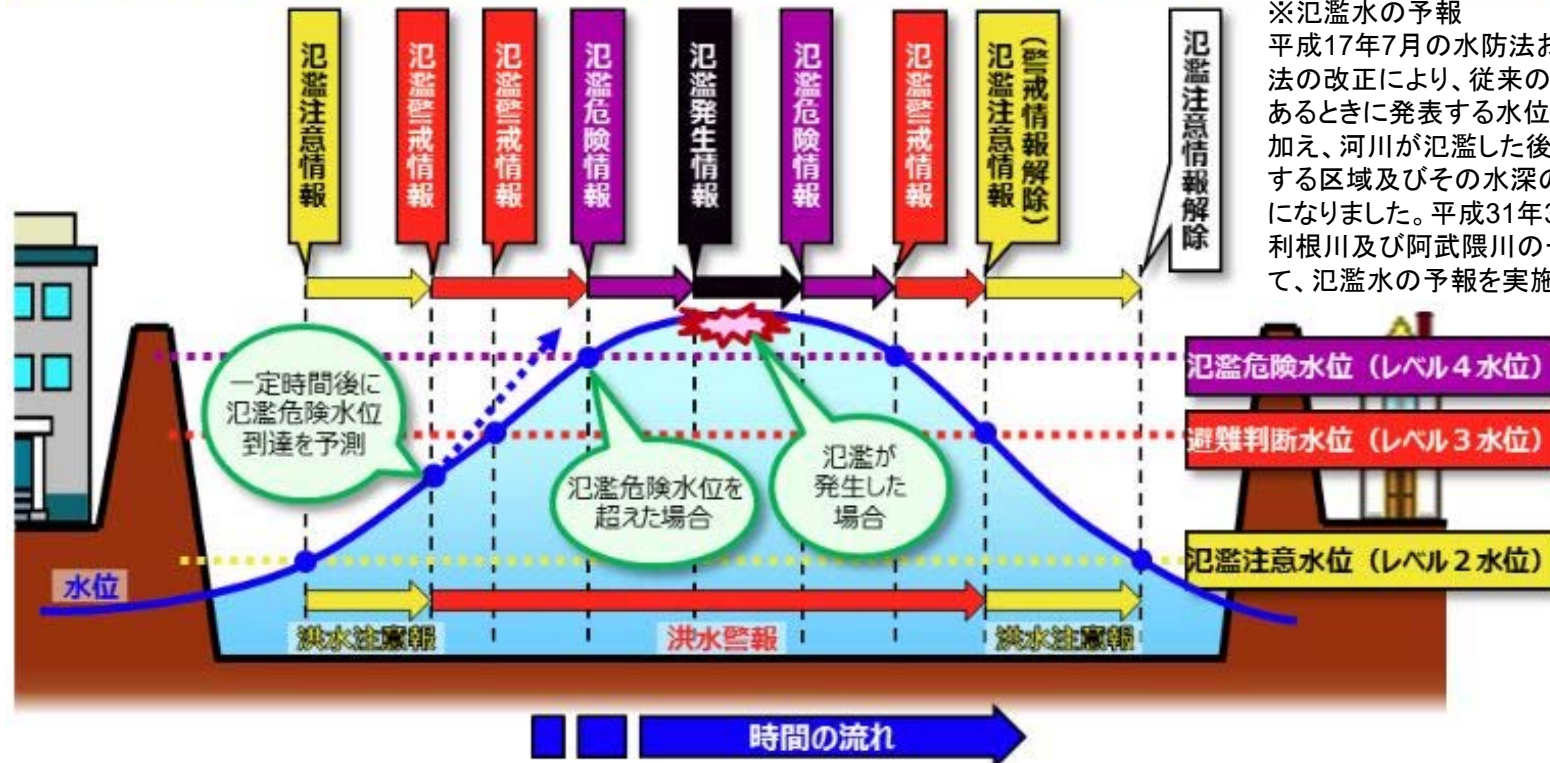 氾濫注意情報
氾濫警戒情報
氾濫警戒情報
氾濫危険情報
氾濫発生情報
氾濫危険情報
氾濫警戒情報
氾濫注意情報
(警戒情報解除)
氾濫注意情報解除
※氾濫水の予報
平成17年7月の水防法お
法の改正により、従来の
あるときに発表する水位
加え、河川が氾濫した後
する区域及びその水深の
になりました。平成31年3
利根川及び阿武隈川の
て、氾濫水の予報を実施
一定時間後に
氾濫危険水位
到達を予測
氾濫危険水位を
超えた場合
氾濫が
発生した
場合
氾濫危険水位(レベル4水位)
避難判断水位(レベル3水位)
氾濫注意水位(レベル2水位)
水位
洪水注意報
洪水警報
洪水注意報
時間の流れ